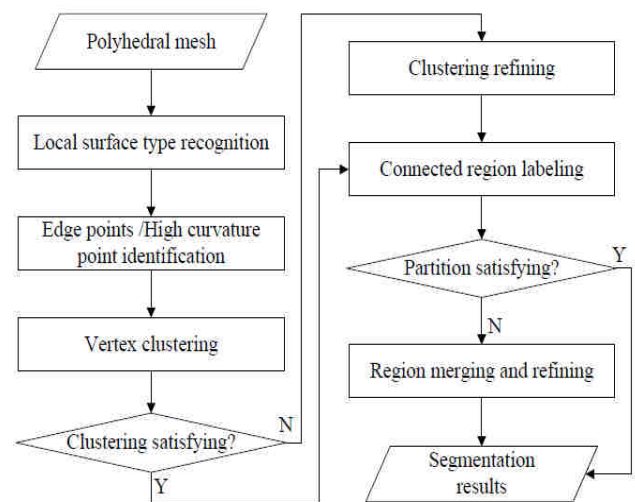 Polyhedral mesh
Local surface type recognition
Edge points /High curvature
point identification
Vertex clustering
Clustering satisfying?
N
Y
Clustering refining
Connected region labeling
Partition satisfying?
Y
N
Region merging and refining
Segmentation
results